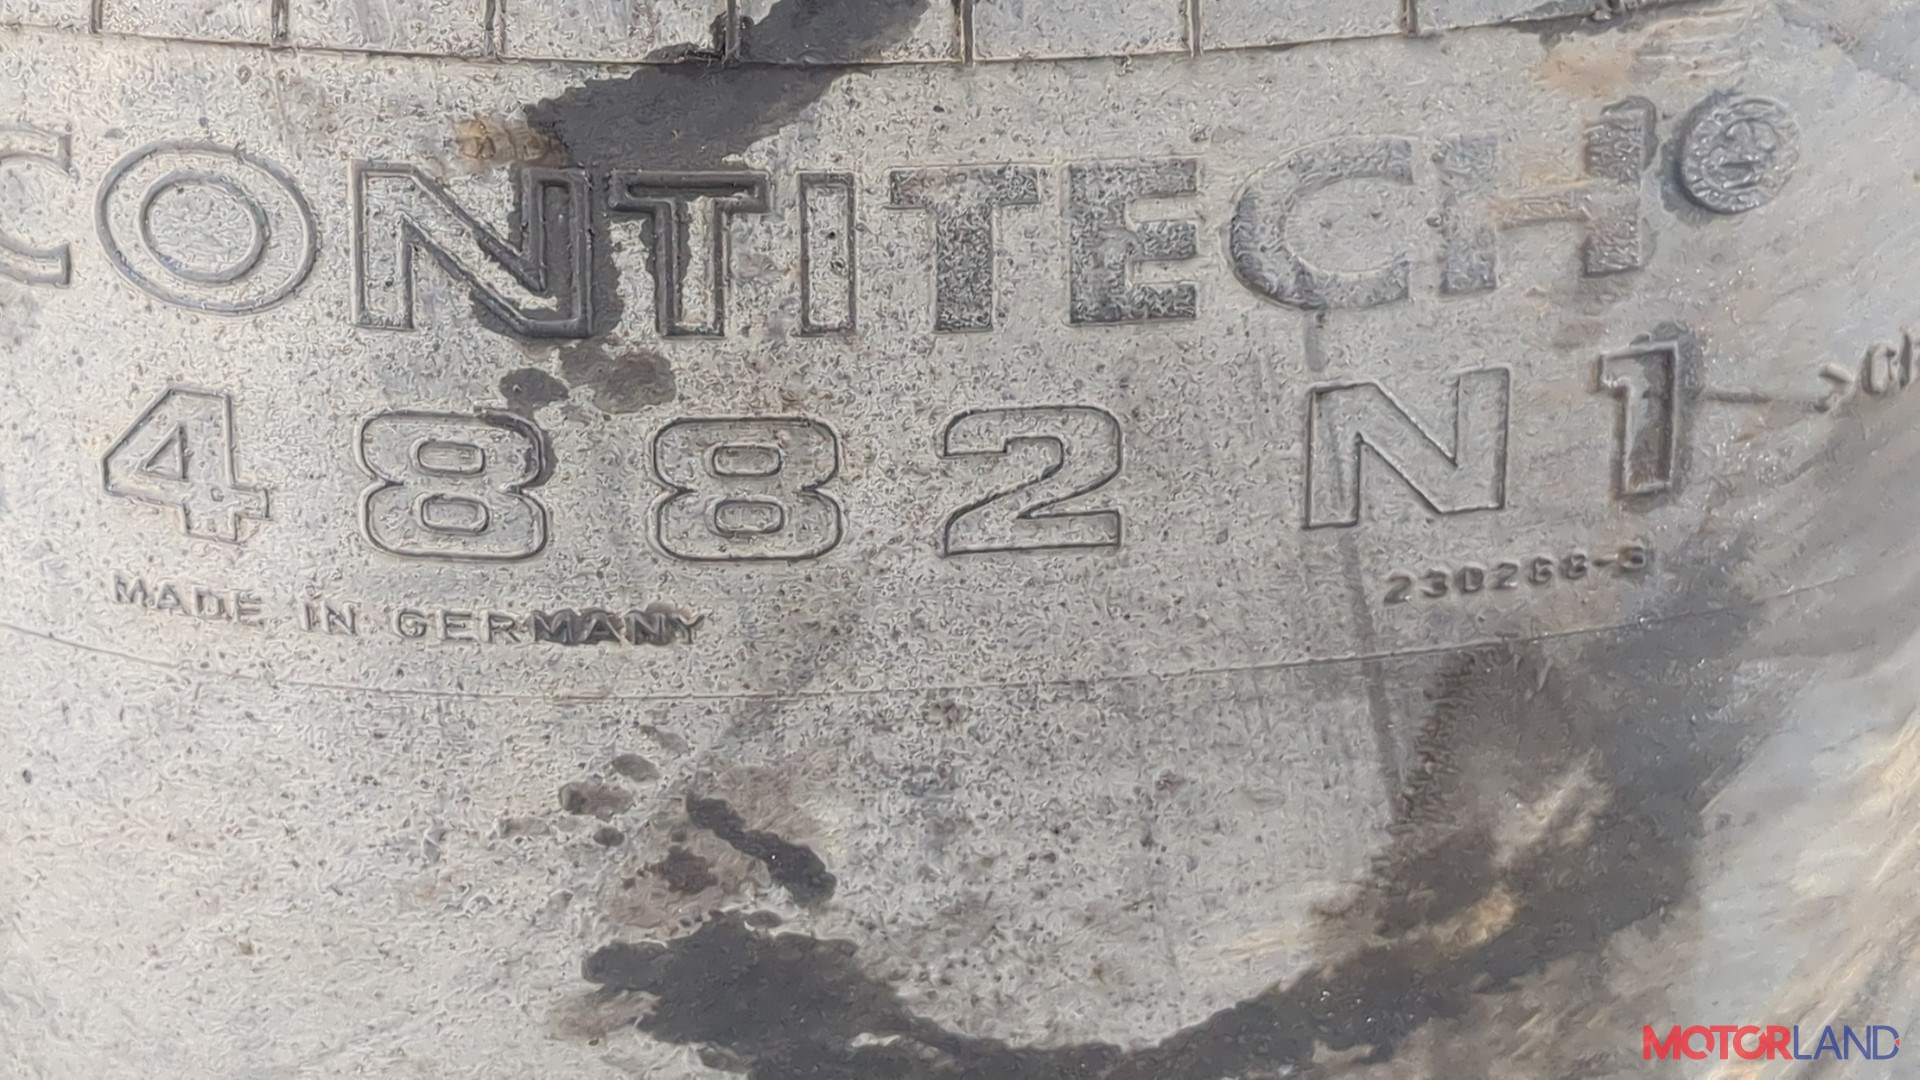 CONTITECH®
4882 N1
MADE IN GERMANY
MOTORLAND